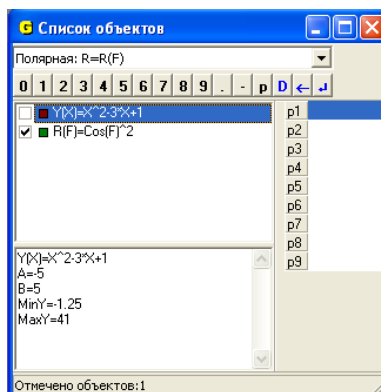 Список объектов
Полярная: R=R(F)
0 1 2 3 4 5 6 7 8 9 . - p D ← ↲
Y(X)=X^2-3*X+1
R(F)=Cos(F)^2
p1
p2
p3
p4
p5
p6
p7
p8
p9
Y(X)=X^2-3*X+1
A=-5
B=5
MinY=-1.25
MaxY=41
Отмечено объектов:1